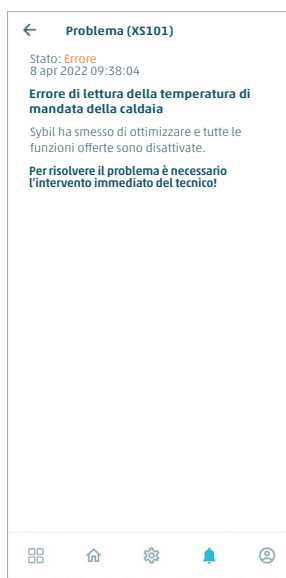 Problema (XS101)
Stato: Errore
8 apr 2022 09:38:04
Errore di lettura della temperatura di
mandata della caldaia
Sybil ha smesso di ottimizzare e tutte le
funzioni offerte sono disattivate.
Per risolvere il problema è necessario
l'intervento immediato del tecnico!